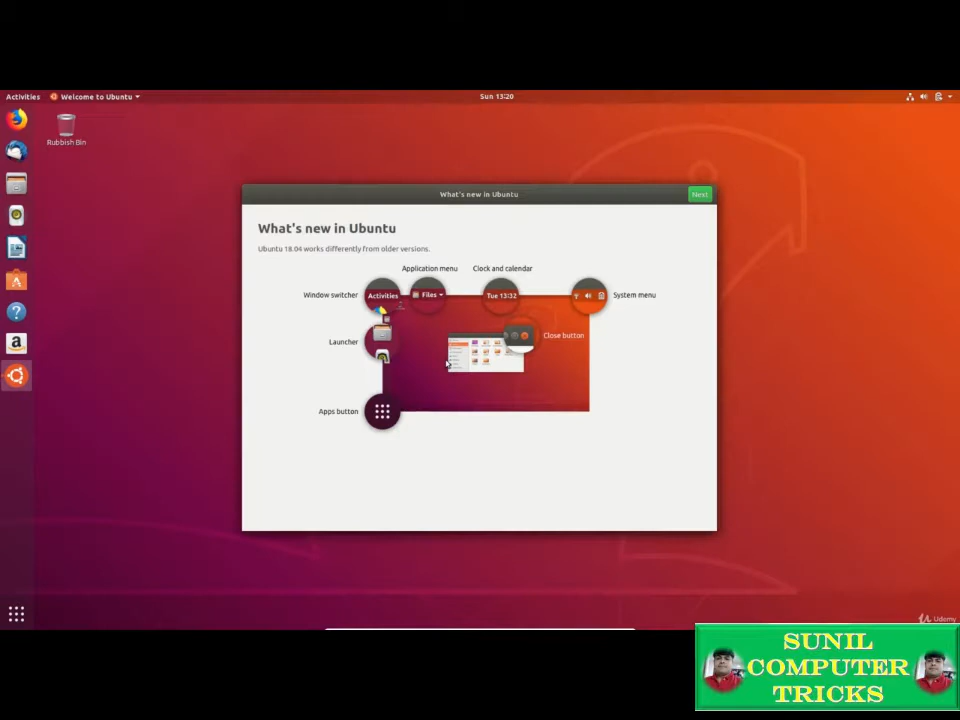 Activities Welcome to Ubuntu Sun 13:20
Rubbish Bin
What's new in Ubuntu Next
What's new in Ubuntu
Ubuntu 18.04 works differently from older versions.
Application menu Clock and calendar
Window switcher Activities Files Tue 13:32 System menu
Launcher Close button
Apps button
Udemy
SUNIL
COMPUTER
TRICKS